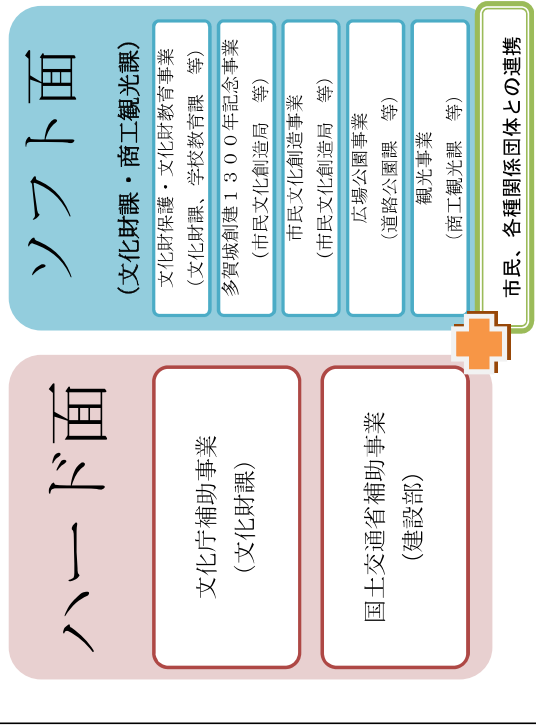 ハード面
文化庁補助事業
（文化財課）
国土交通省補助事業
（建設部）
ソフト面
（文化財課・商工観光課）
文化財保護・文化財教育事業
（文化財課、学校教育課　等）
多賀城創建１３００年記念事業
（市民文化創造局　等）
市民文化創造事業
（市民文化創造局　等）
広場公園事業
（道路公園課　等）
観光事業
（商工観光課　等）
市民、各種関係団体との連携